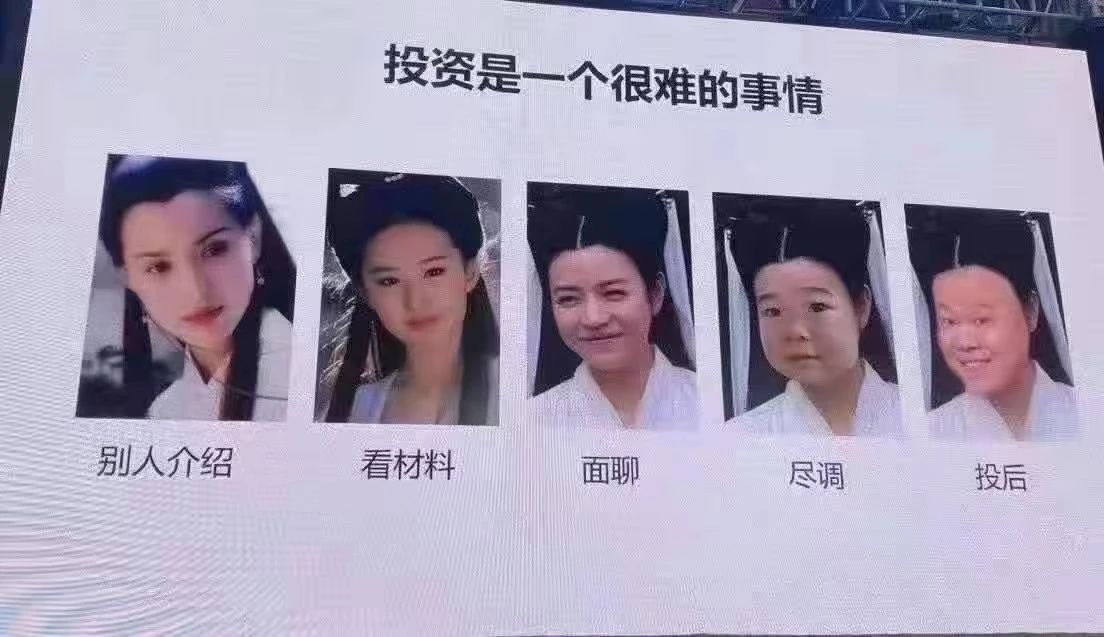 投资是一个很难的事情
别人介绍
看材料
面聊
尽调
投后